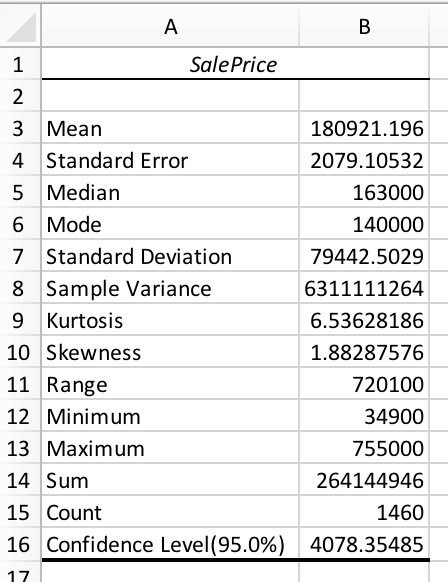 A B
1 SalePrice
2
3 Mean 180921.196
4 Standard Error 2079.10532
5 Median 163000
6 Mode 140000
7 Standard Deviation 79442.5029
8 Sample Variance 6311111264
9 Kurtosis 6.53628186
10 Skewness 1.88287576
11 Range 720100
12 Minimum 34900
13 Maximum 755000
14 Sum 264144946
15 Count 1460
16 Confidence Level(95.0%) 4078.35485
17